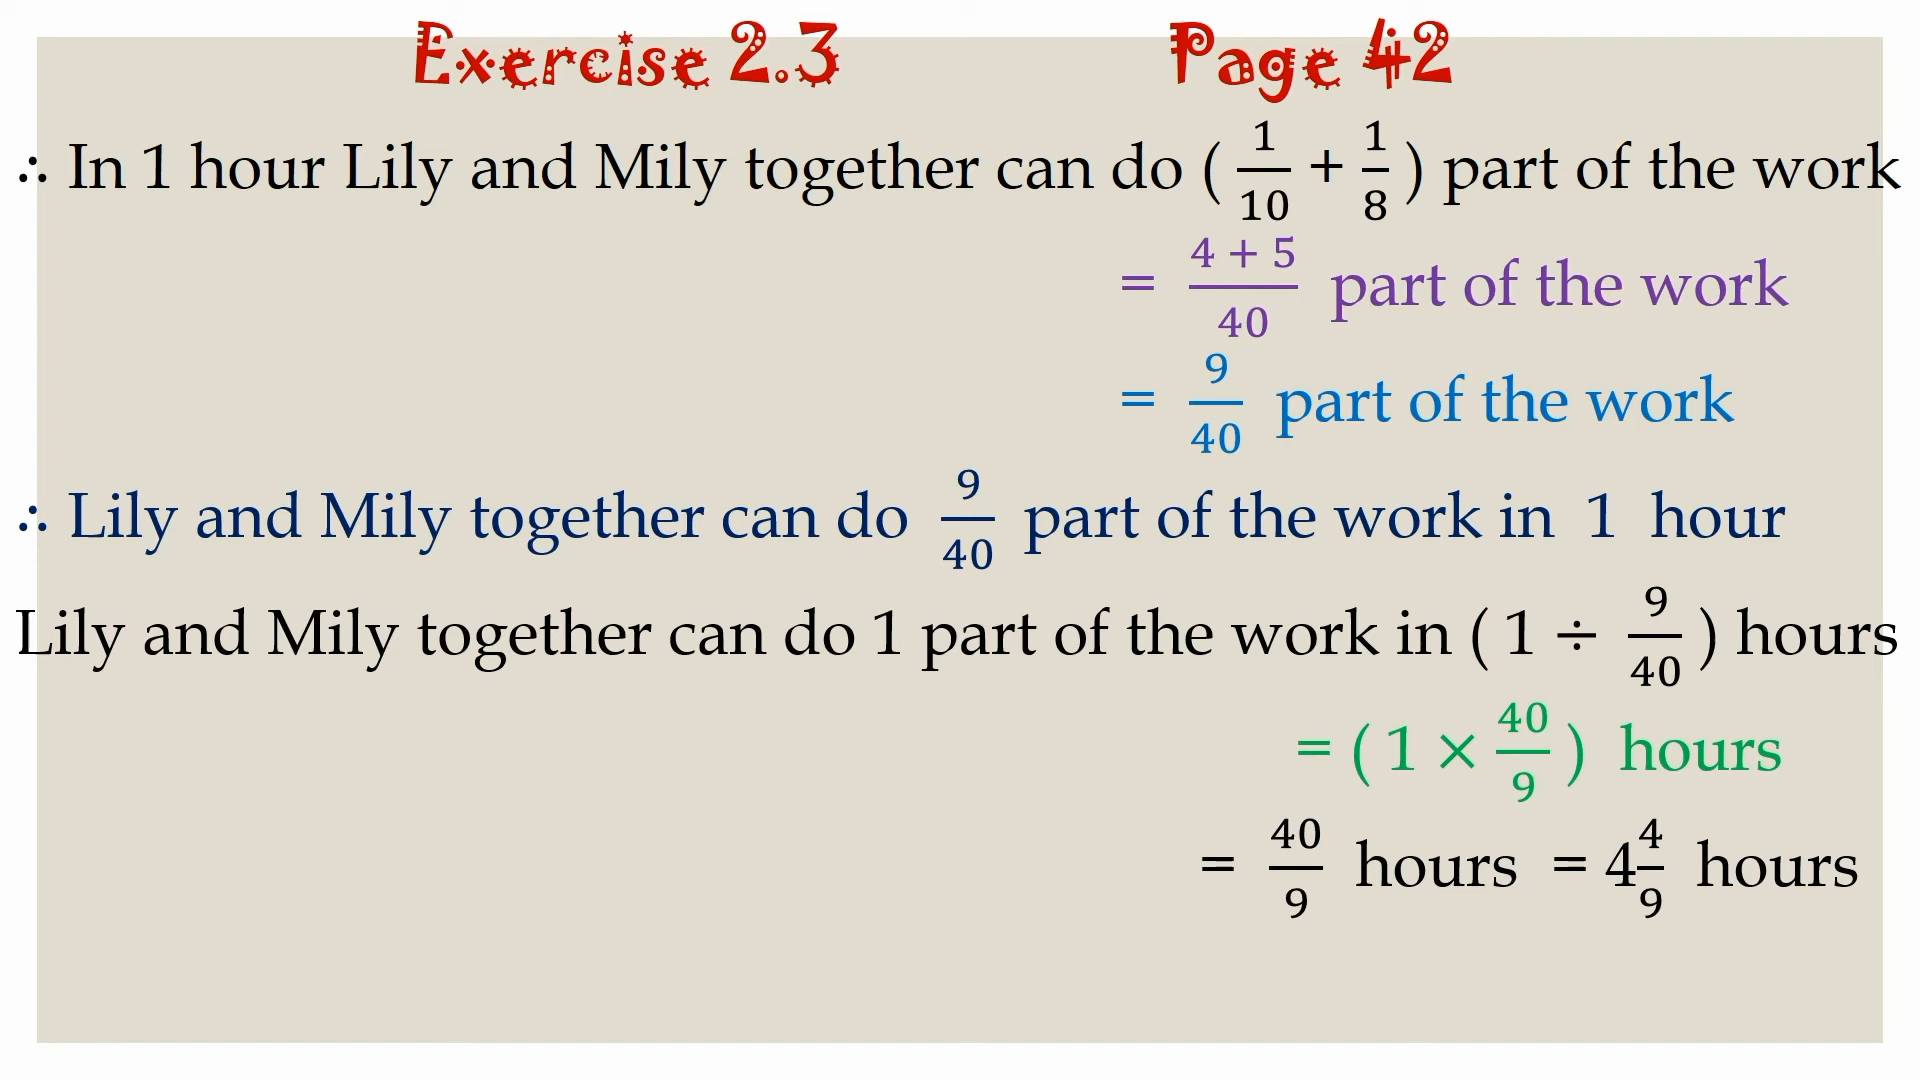 Exercise 2.3 Page 42
∴ In 1 hour Lily and Mily together can do ( 1/10 + 1/8 ) part of the work
= (4 + 5)/40 part of the work
= 9/40 part of the work
∴ Lily and Mily together can do 9/40 part of the work in 1 hour
Lily and Mily together can do 1 part of the work in ( 1 ÷ 9/40 ) hours
= ( 1 × 40/9 ) hours
= 40/9 hours = 4 4/9 hours